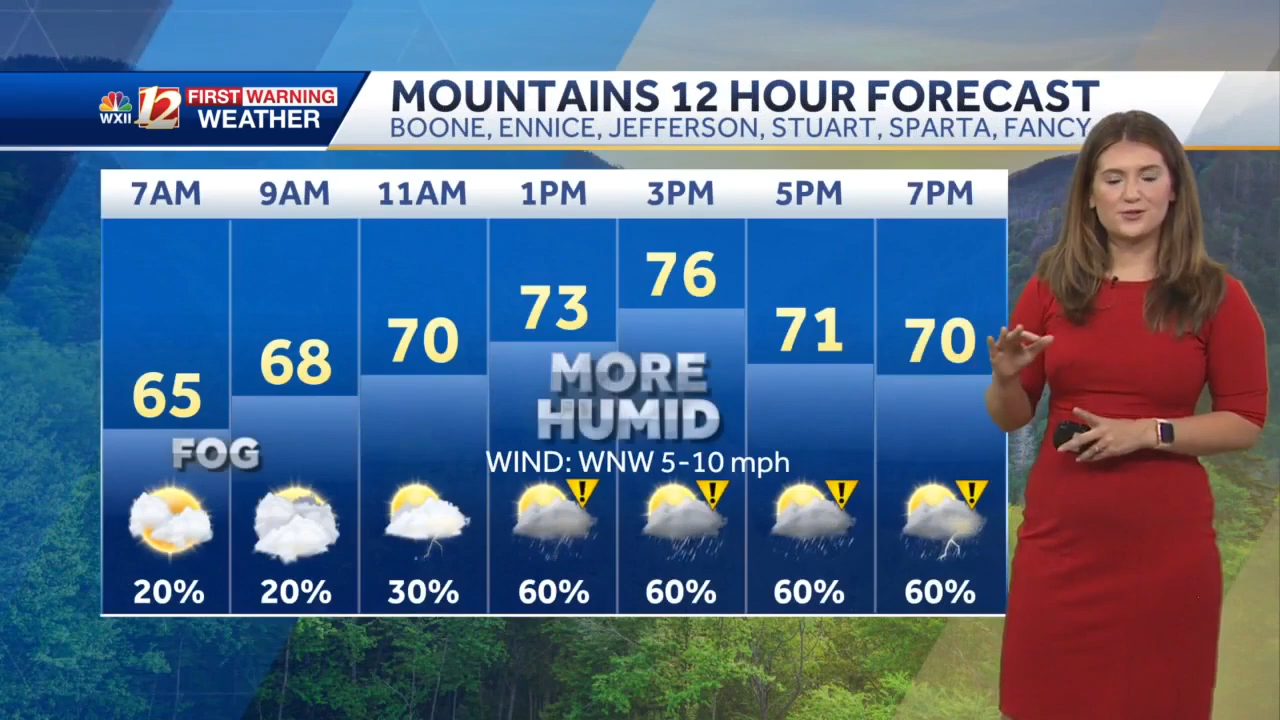 WXII 12 FIRST WARNING WEATHER
MOUNTAINS 12 HOUR FORECAST
BOONE, ENNICE, JEFFERSON, STUART, SPARTA, FANCY
7AM 9AM 11AM 1PM 3PM 5PM 7PM
65 68 70 73 76 71 70
FOG
MORE
HUMID
WIND: WNW 5-10 mph
! ! ! !
20% 20% 30% 60% 60% 60% 60%